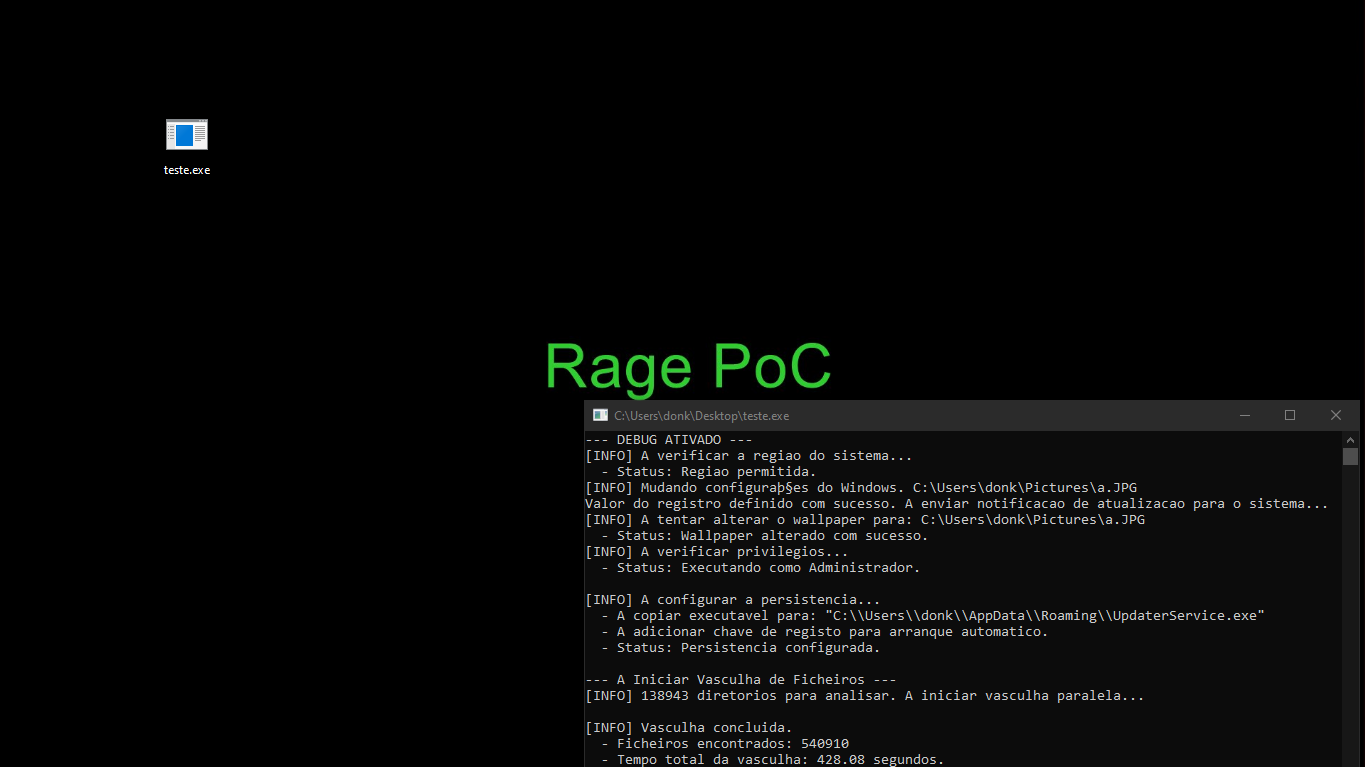 teste.exe
Rage PoC
C:\Users\donk\Desktop\teste.exe
--- DEBUG ATIVADO ---
[INFO] A verificar a regiao do sistema...
- Status: Regiao permitida.
[INFO] Mudando configuraþ§es do Windows. C:\Users\donk\Pictures\a.JPG
Valor do registro definido com sucesso. A enviar notificacao de atualizacao para o sistema...
[INFO] A tentar alterar o wallpaper para: C:\Users\donk\Pictures\a.JPG
- Status: Wallpaper alterado com sucesso.
[INFO] A verificar privilegios...
- Status: Executando como Administrador.
[INFO] A configurar a persistencia...
- A copiar executavel para: "C:\\Users\\donk\\AppData\\Roaming\\UpdaterService.exe"
- A adicionar chave de registo para arranque automatico.
- Status: Persistencia configurada.
--- A Iniciar Vasculha de Ficheiros ---
[INFO] 138943 diretorios para analisar. A iniciar vasculha paralela...
[INFO] Vasculha concluida.
- Ficheiros encontrados: 540910
- Tempo total da vasculha: 428.08 segundos.